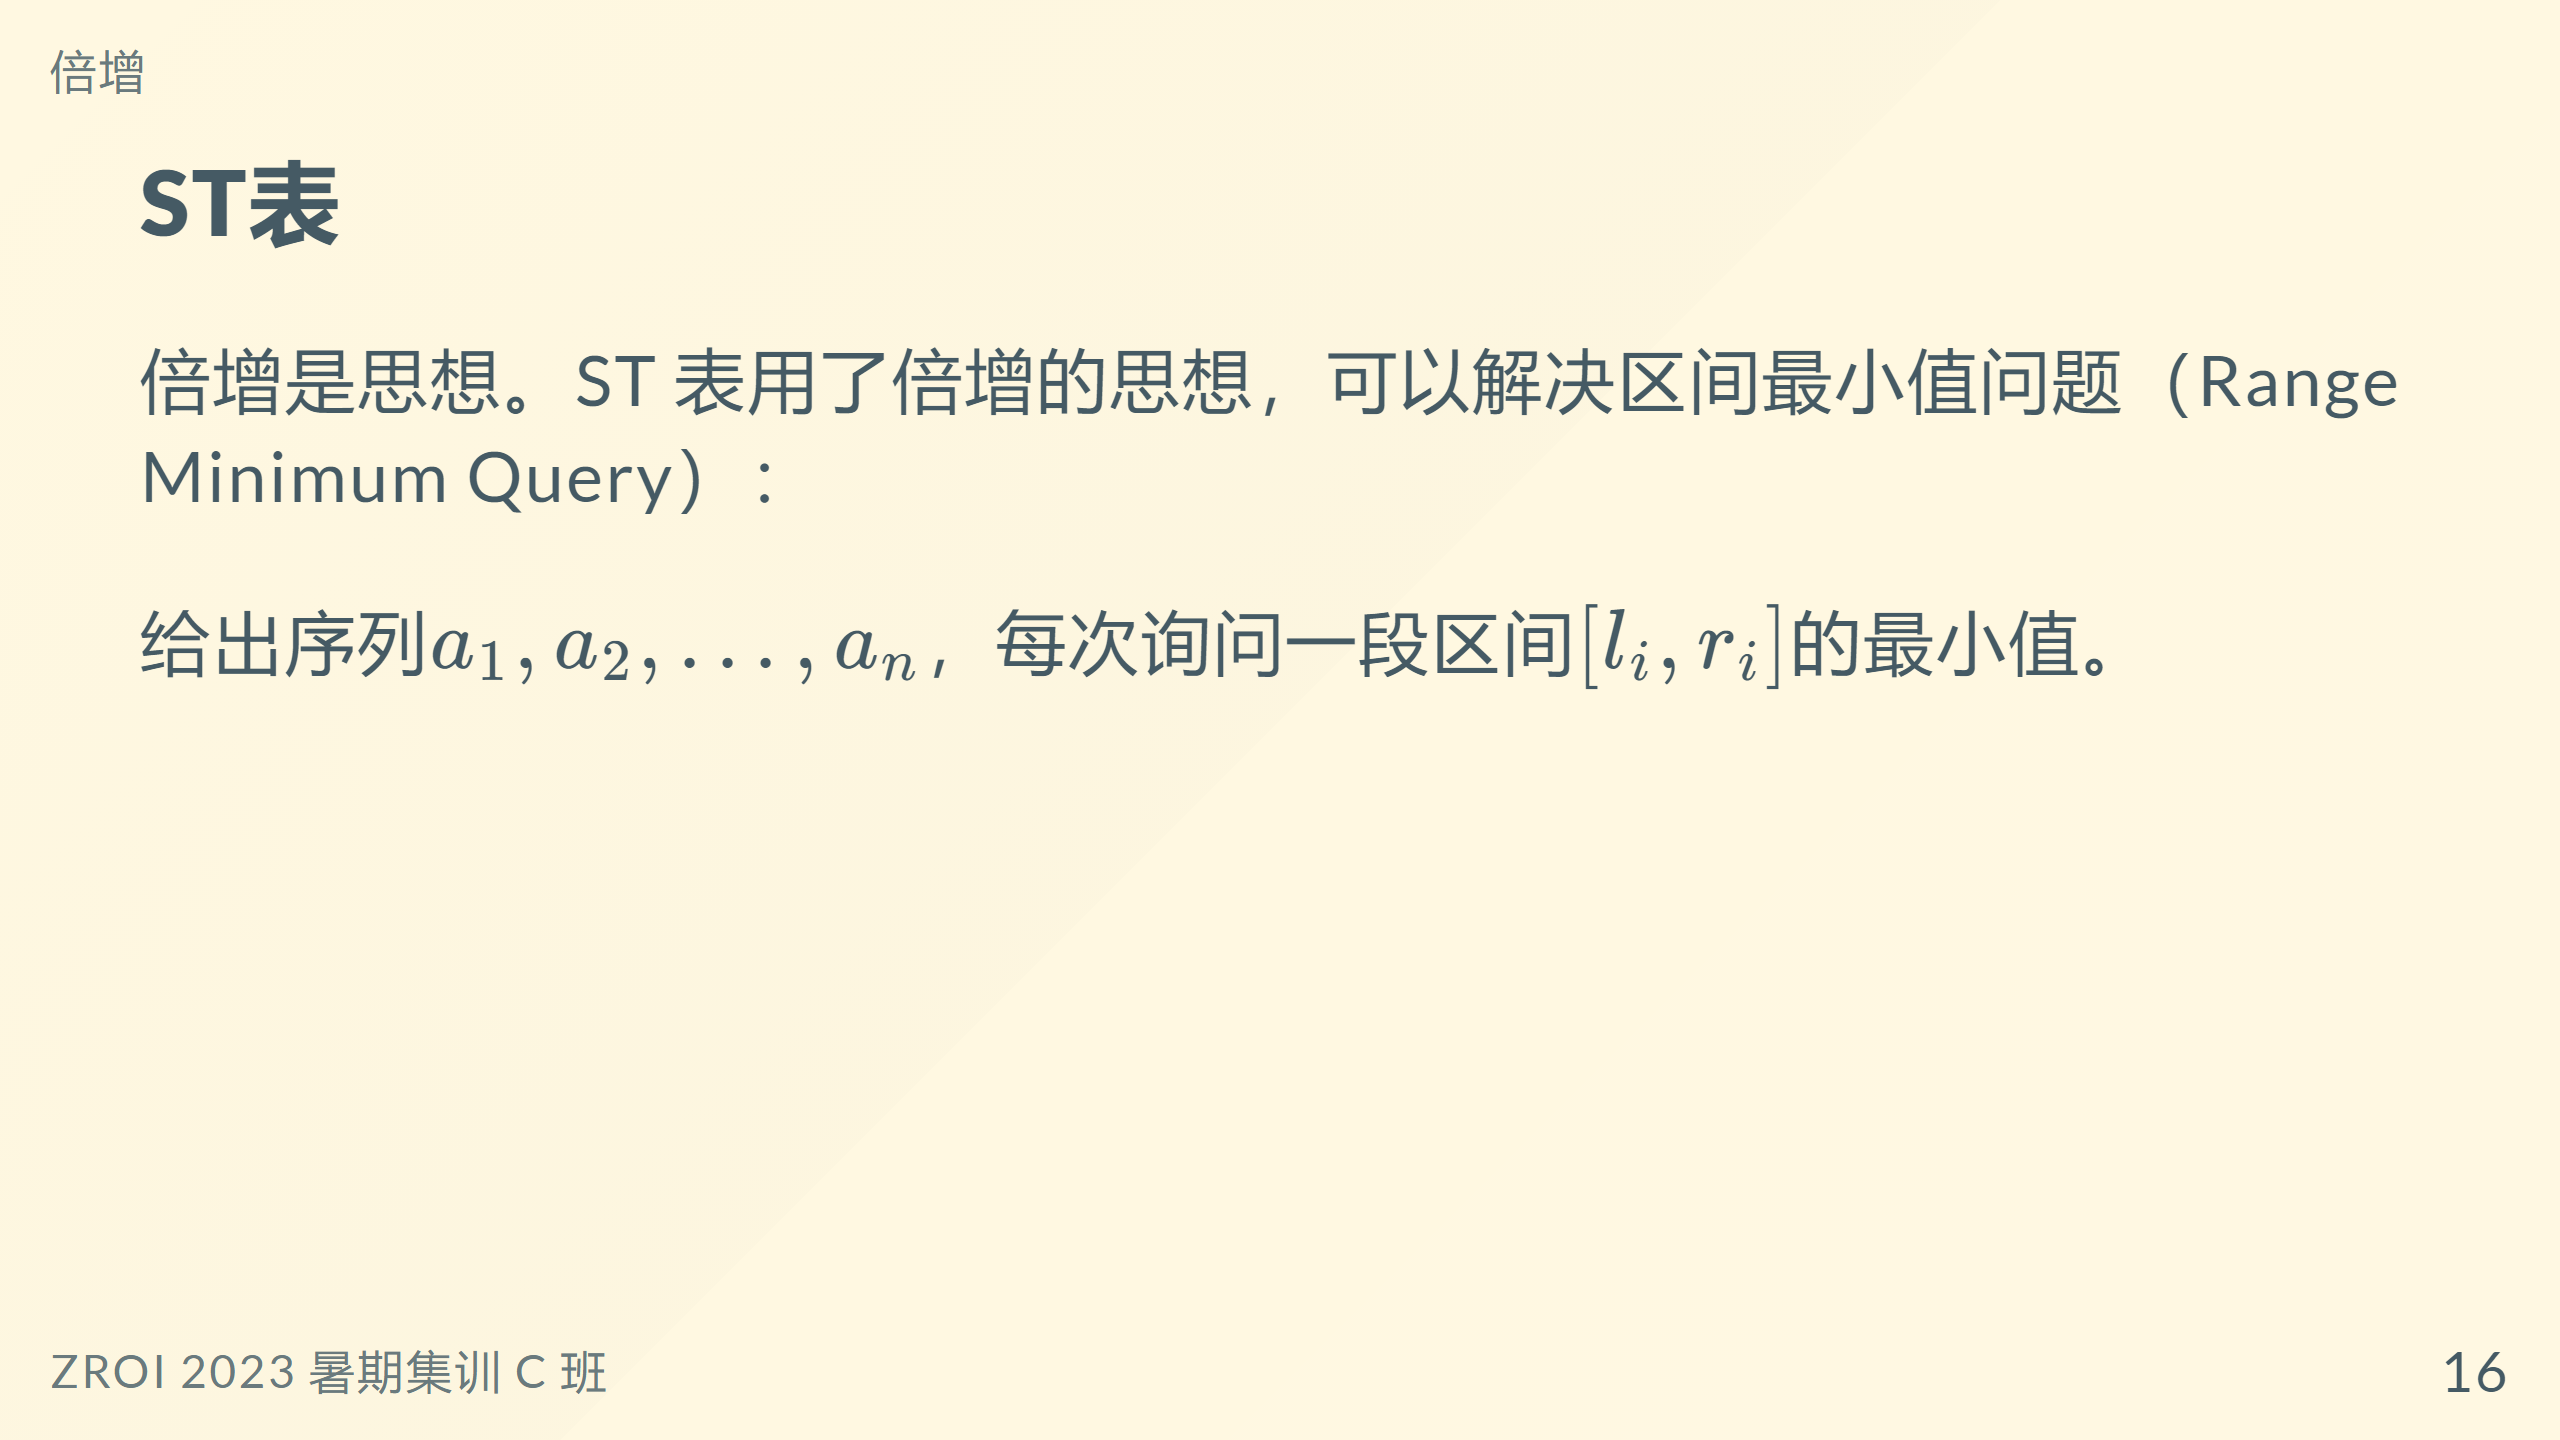 倍增
ST表
倍增是思想。ST 表用了倍增的思想，可以解决区间最小值问题（Range
Minimum Query）：
给出序列a₁, a₂, . . . , aₙ，每次询问一段区间[lᵢ, rᵢ]的最小值。
ZROI 2023 暑期集训 C 班
16